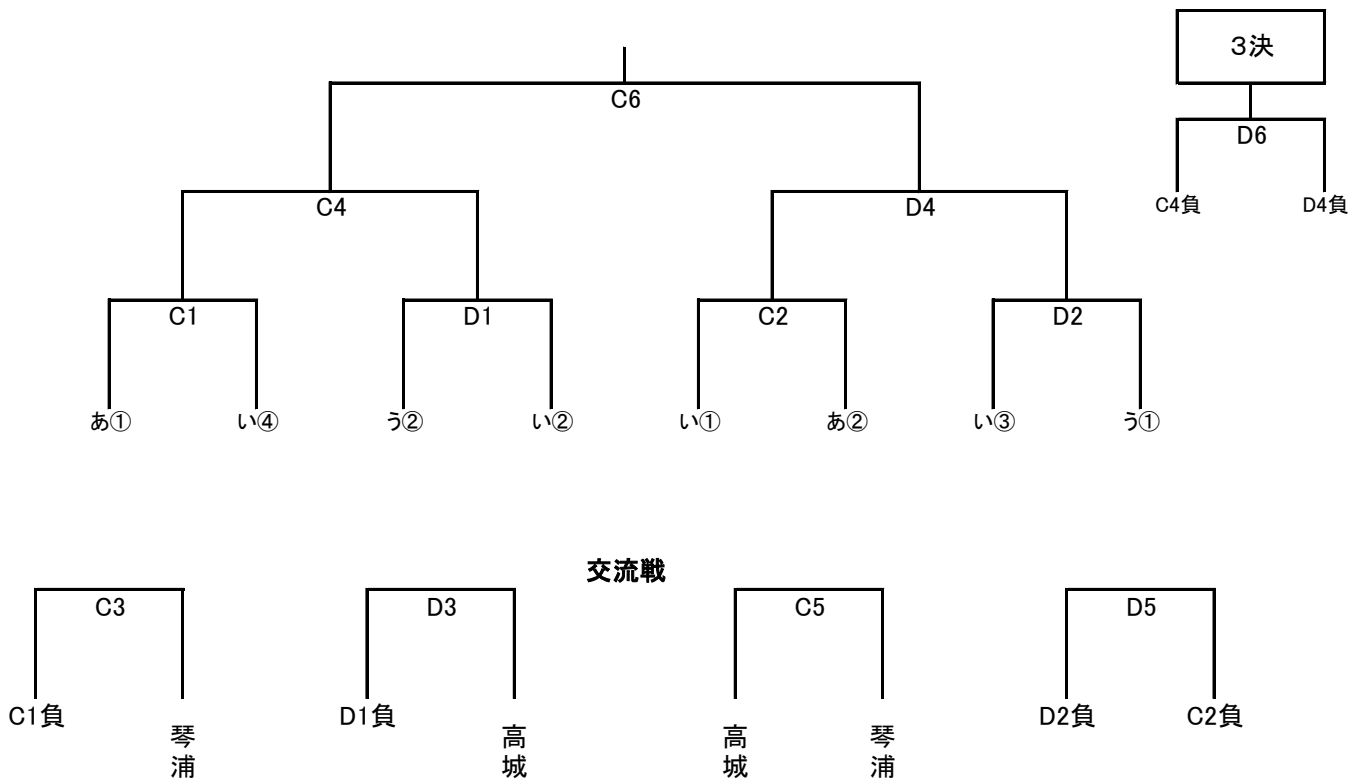 3決
C6
D6
C4負 D4負
C4 D4
C1 D1 C2 D2
あ① い④ う② い② い① あ② い③ う①
交流戦
C3 D3 C5 D5
C1負 琴浦 D1負 高城 高城 琴浦 D2負 C2負